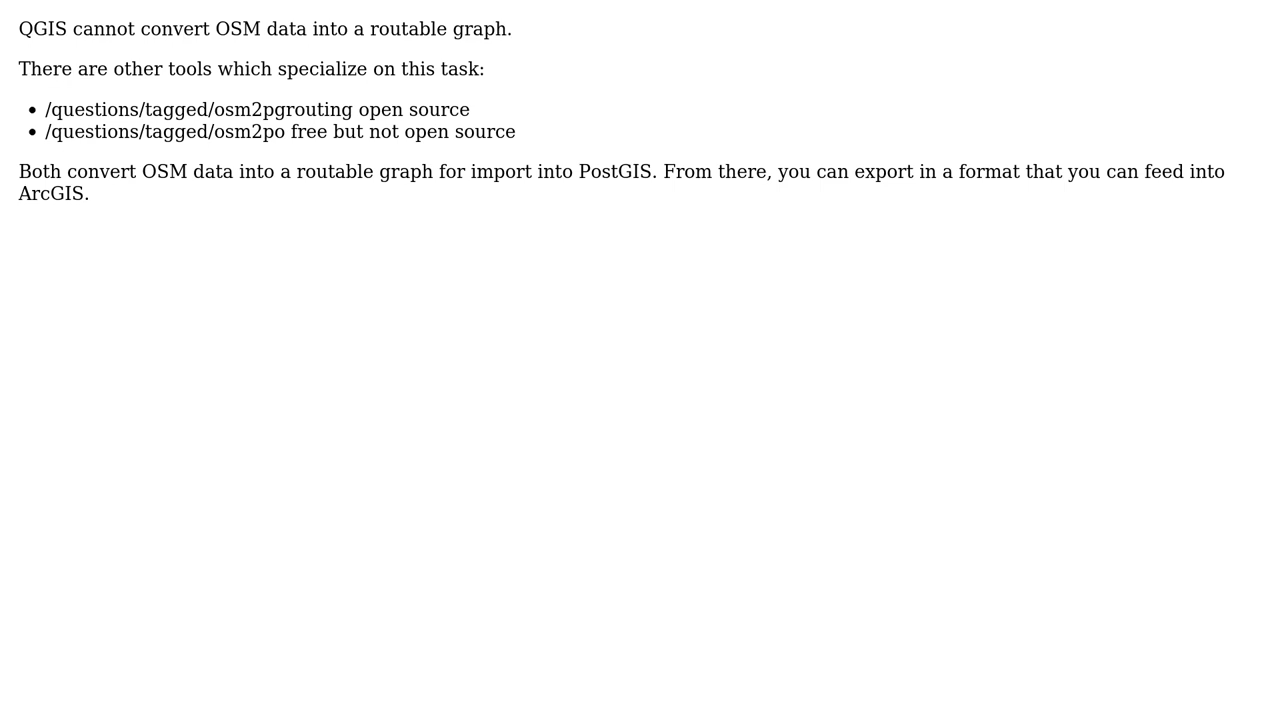 QGIS cannot convert OSM data into a routable graph.
There are other tools which specialize on this task:
• /questions/tagged/osm2pgrouting open source
• /questions/tagged/osm2po free but not open source
Both convert OSM data into a routable graph for import into PostGIS. From there, you can export in a format that you can feed into
ArcGIS.